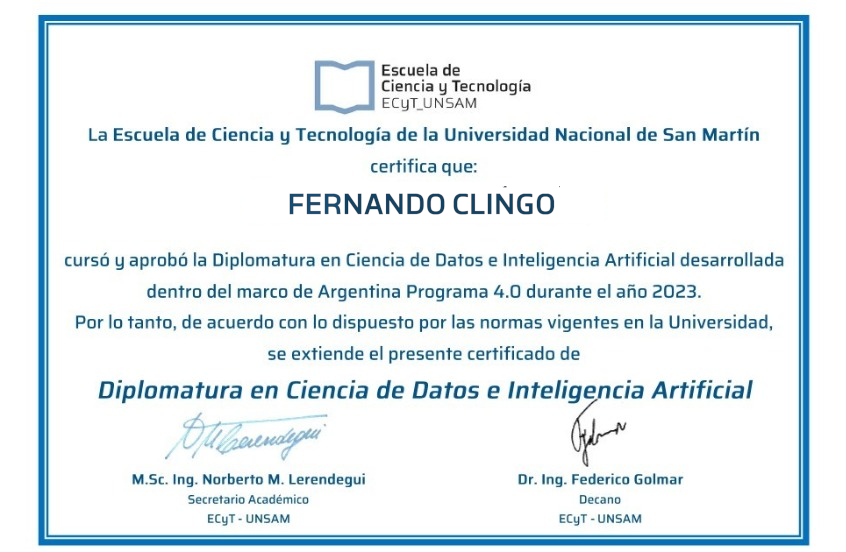 Escuela de
Ciencia y Tecnología
ECyT_UNSAM
La Escuela de Ciencia y Tecnología de la Universidad Nacional de San Martín
certifica que:
FERNANDO CLINGO
cursó y aprobó la Diplomatura en Ciencia de Datos e Inteligencia Artificial desarrollada
dentro del marco de Argentina Programa 4.0 durante el año 2023.
Por lo tanto, de acuerdo con lo dispuesto por las normas vigentes en la Universidad,
se extiende el presente certificado de
Diplomatura en Ciencia de Datos e Inteligencia Artificial
M.Sc. Ing. Norberto M. Lerendegui
Secretario Académico
ECyT - UNSAM
Dr. Ing. Federico Golmar
Decano
ECyT - UNSAM